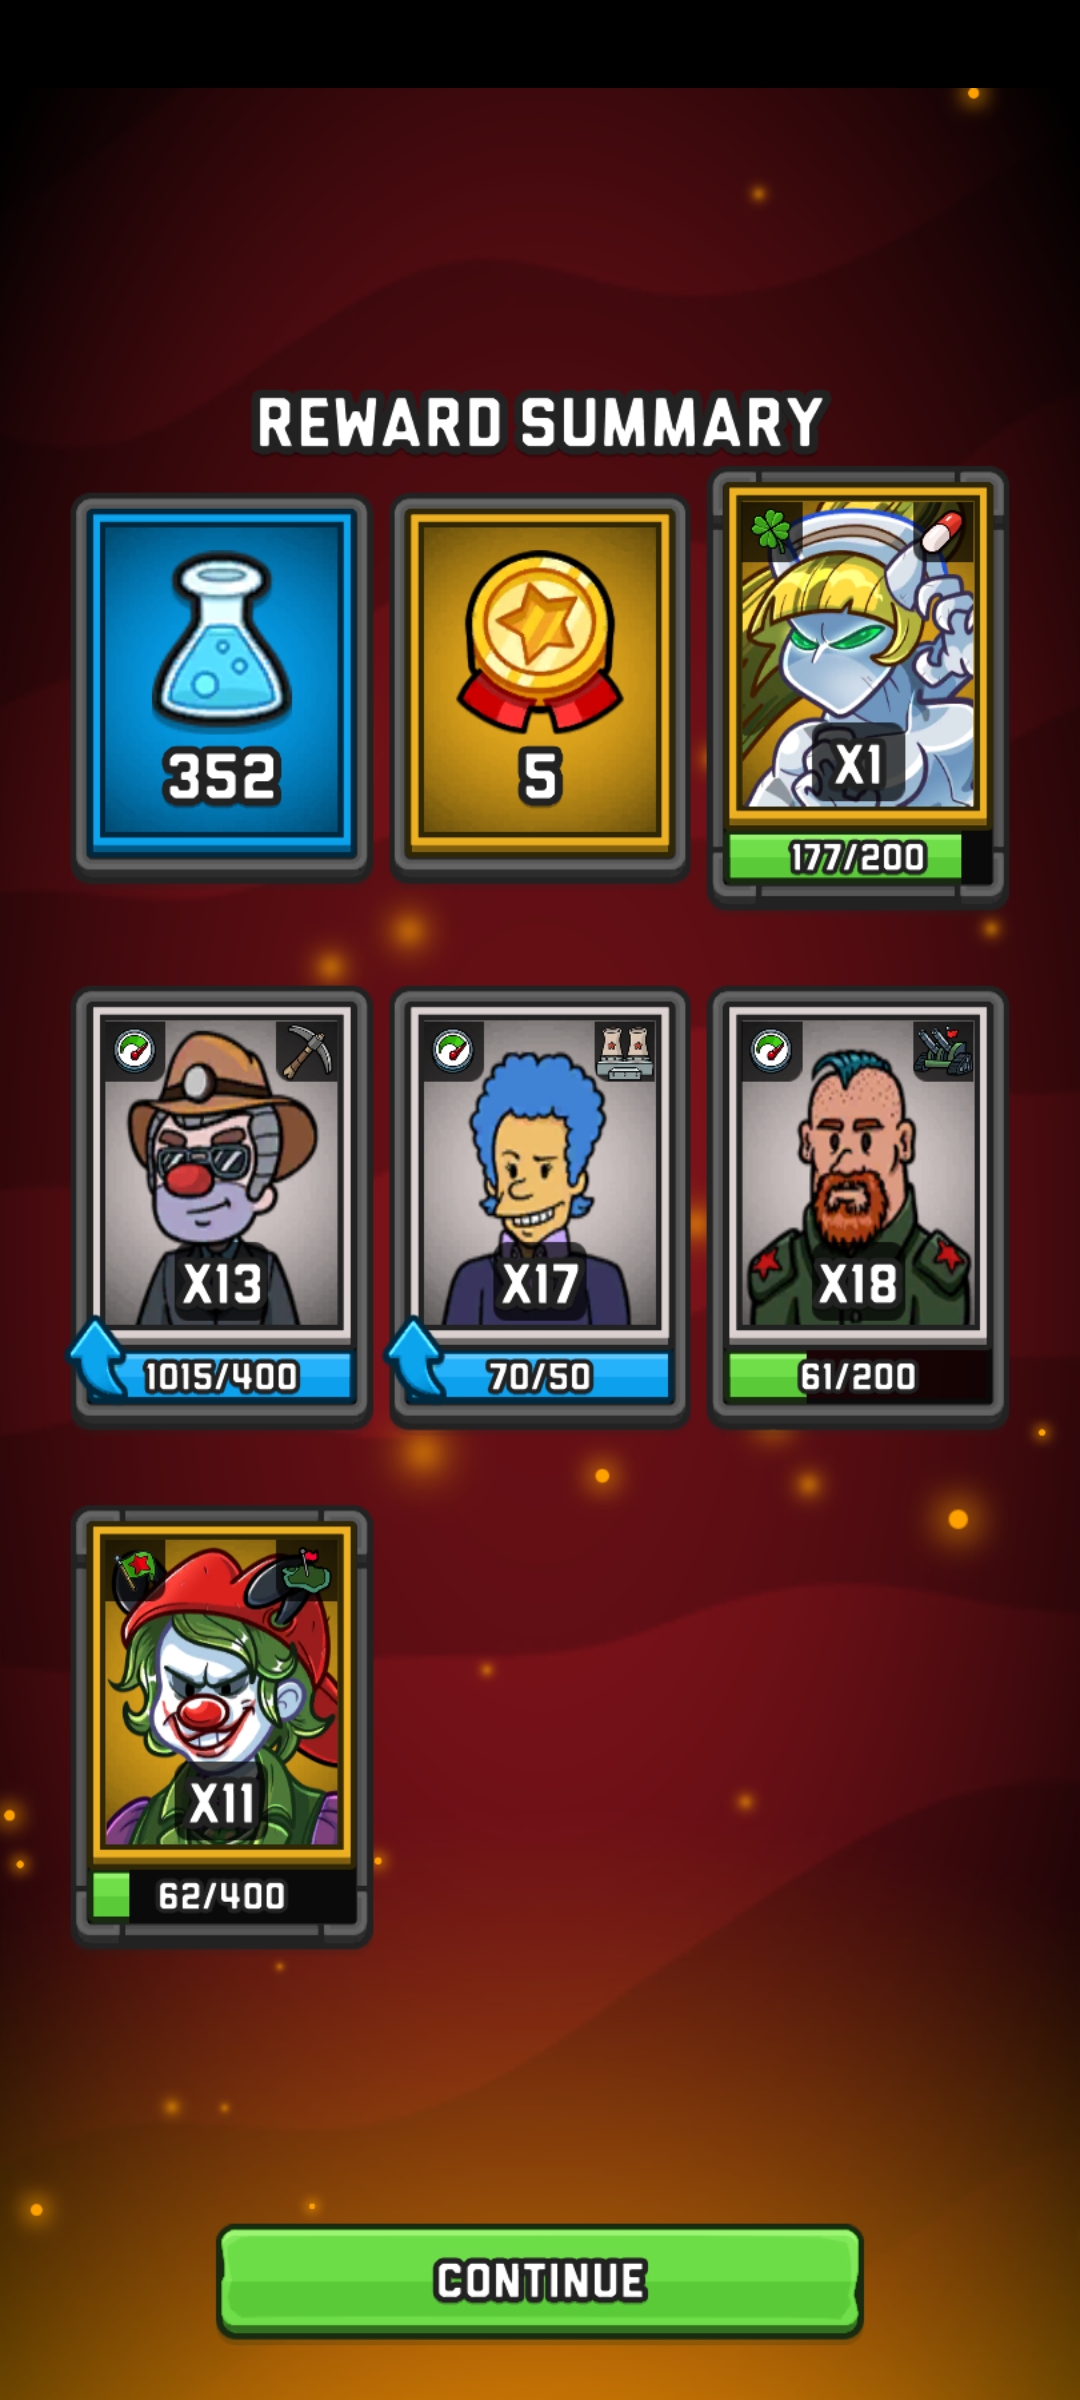 REWARD SUMMARY
352
5
X1
177/200
X13
X17
X18
1015/400
70/50
61/200
X11
62/400
CONTINUE